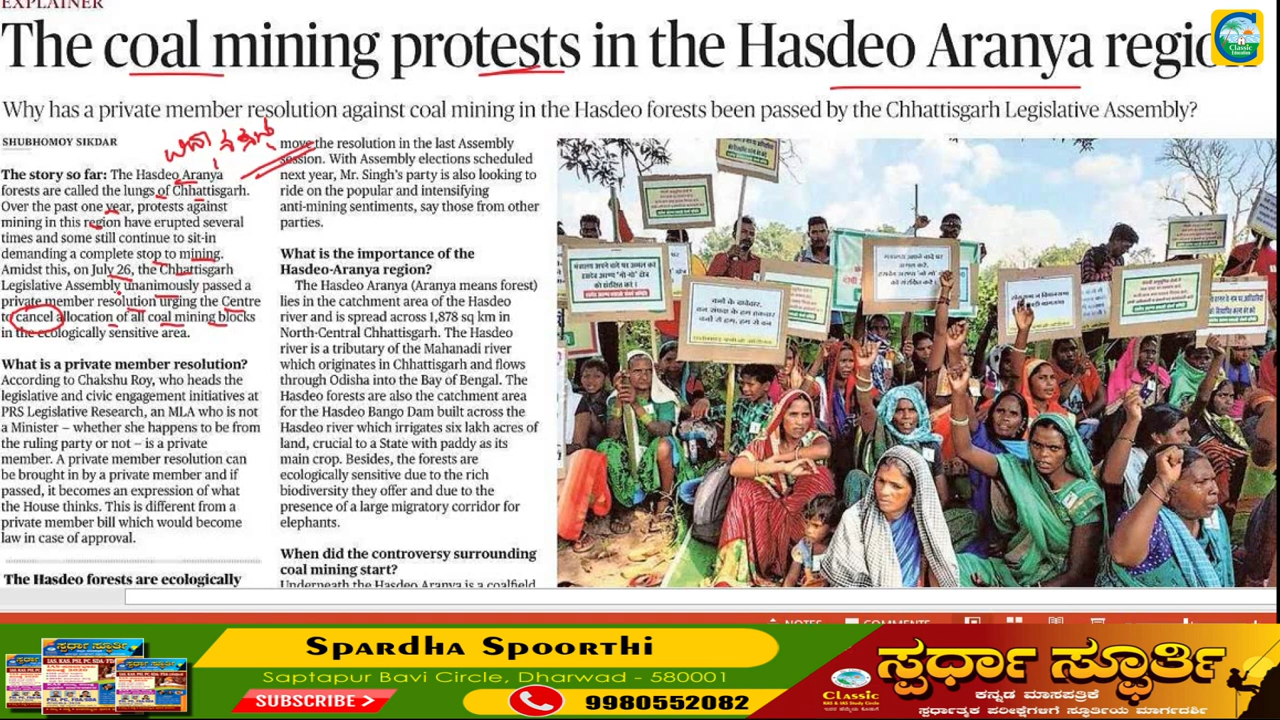 EXPLAINER
The coal mining protests in the Hasdeo Aranya region
Classic
Education
Why has a private member resolution against coal mining in the Hasdeo forests been passed by the Chhattisgarh Legislative Assembly?
SHUBHOMOY SIKDAR
The story so far: The Hasdeo Aranya
forests are called the lungs of Chhattisgarh.
Over the past one year, protests against
mining in this region have erupted several
times and some still continue to sit-in
demanding a complete stop to mining.
Amidst this, on July 26, the Chhattisgarh
Legislative Assembly unanimously passed a
private member resolution urging the Centre
to cancel allocation of all coal mining blocks
in the ecologically sensitive area.
What is a private member resolution?
According to Chakshu Roy, who heads the
legislative and civic engagement initiatives at
PRS Legislative Research, an MLA who is not
a Minister — whether she happens to be from
the ruling party or not — is a private
member. A private member resolution can
be brought in by a private member and if
passed, it becomes an expression of what
the House thinks. This is different from a
private member bill which would become
law in case of approval.
The Hasdeo forests are ecologically
move the resolution in the last Assembly
session. With Assembly elections scheduled
next year, Mr. Singh's party is also looking to
ride on the popular and intensifying
anti-mining sentiments, say those from other
parties.
What is the importance of the
Hasdeo-Aranya region?
The Hasdeo Aranya (Aranya means forest)
lies in the catchment area of the Hasdeo
river and is spread across 1,878 sq km in
North-Central Chhattisgarh. The Hasdeo
river is a tributary of the Mahanadi river
which originates in Chhattisgarh and flows
through Odisha into the Bay of Bengal. The
Hasdeo forests are also the catchment area
for the Hasdeo Bango Dam built across the
Hasdeo river which irrigates six lakh acres of
land, crucial to a State with paddy as its
main crop. Besides, the forests are
ecologically sensitive due to the rich
biodiversity they offer and due to the
presence of a large migratory corridor for
elephants.
When did the controversy surrounding
coal mining start?
Underneath the Hasdeo Aranya is a coalfield
NOTES COMMENTS
Spardha Spoorthi
Saptapur Bavi Circle, Dharwad - 580001
SUBSCRIBE
9980552082
Classic
KAS & IAS Study Circle
ಸ್ಪರ್ಧಾ ಸ್ಫೂರ್ತಿ
ಕನ್ನಡ ಮಾಸಪತ್ರಿಕೆ
ಸ್ಪರ್ಧಾತ್ಮಕ ಪರೀಕ್ಷೆಗಳಿಗೆ ಸ್ಫೂರ್ತಿಯ ಮಾರ್ಗದರ್ಶಿ